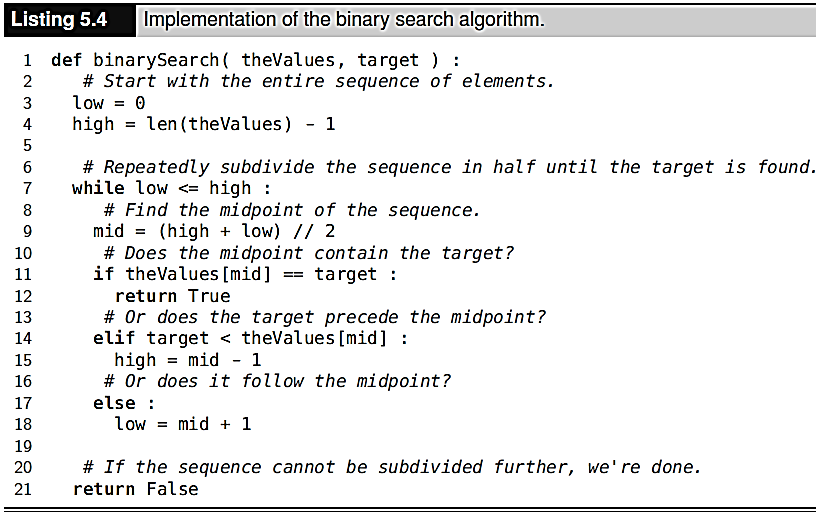 Listing 5.4 Implementation of the binary search algorithm.
1 def binarySearch( theValues, target ) :
2 # Start with the entire sequence of elements.
3 low = 0
4 high = len(theValues) - 1
5
6 # Repeatedly subdivide the sequence in half until the target is found.
7 while low <= high :
8 # Find the midpoint of the sequence.
9 mid = (high + low) // 2
10 # Does the midpoint contain the target?
11 if theValues[mid] == target :
12 return True
13 # Or does the target precede the midpoint?
14 elif target < theValues[mid] :
15 high = mid - 1
16 # Or does it follow the midpoint?
17 else :
18 low = mid + 1
19
20 # If the sequence cannot be subdivided further, we're done.
21 return False